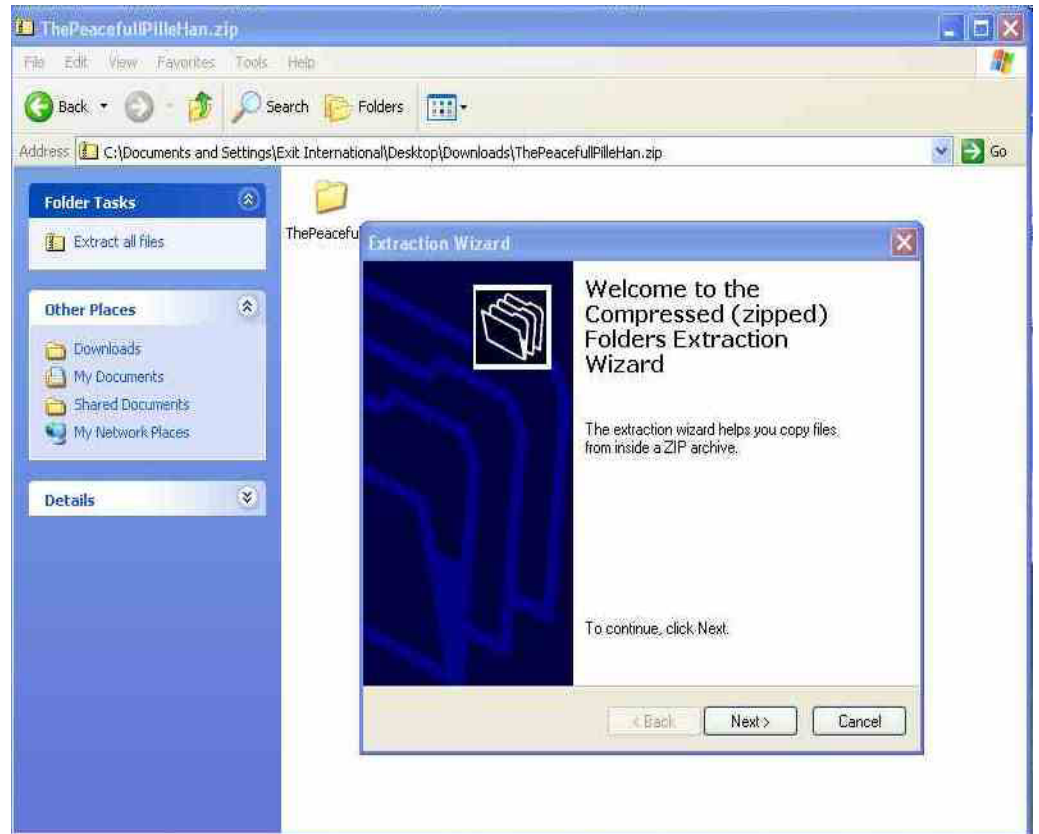 ThePeacefullPilleHan.zip
File Edit View Favorites Tools Help
Back Search Folders
Address C:\Documents and Settings\Exit International\Desktop\Downloads\ThePeacefullPilleHan.zip Go
Folder Tasks
Extract all files
Other Places
Downloads
My Documents
Shared Documents
My Network Places
Details
ThePeacefu
Extraction Wizard
Welcome to the
Compressed (zipped)
Folders Extraction
Wizard
The extraction wizard helps you copy files
from inside a ZIP archive.
To continue, click Next.
< Back Next > Cancel